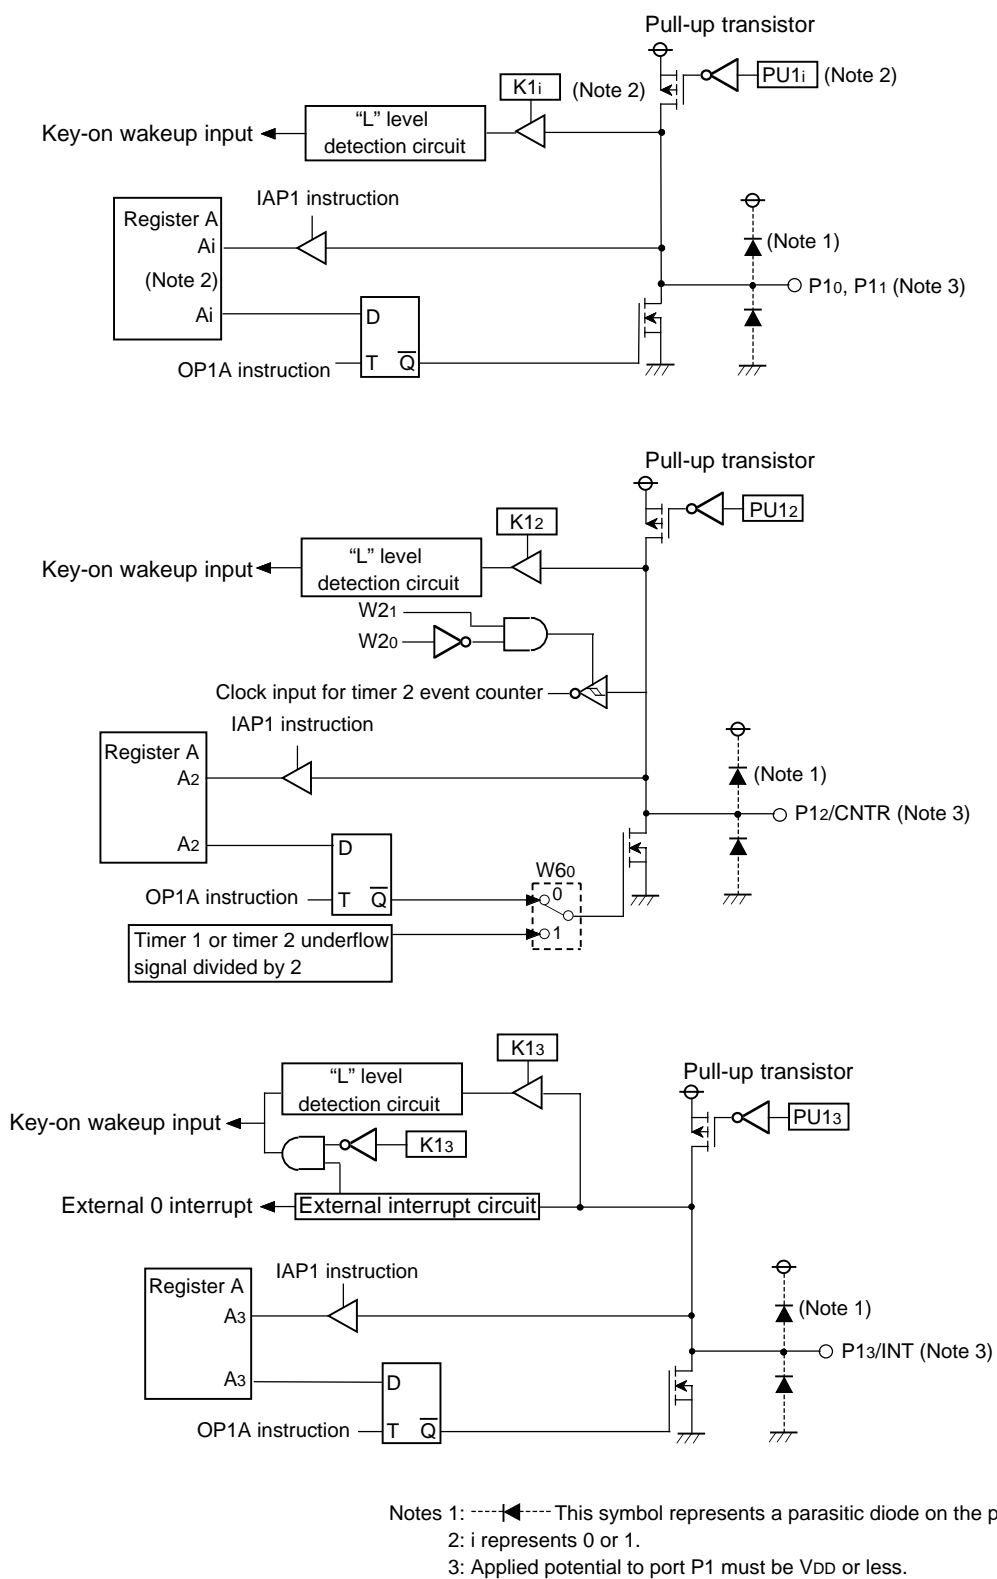 Pull-up transistor
K1i (Note 2)
PU1i (Note 2)
Key-on wakeup input
“L” level
detection circuit
IAP1 instruction
Register A
Ai
(Note 2)
Ai
D
T Q̅
OP1A instruction
(Note 1)
P10, P11 (Note 3)
Pull-up transistor
K12
PU12
Key-on wakeup input
“L” level
detection circuit
W21
W20
Clock input for timer 2 event counter
IAP1 instruction
Register A
A2
A2
D
T Q̅
OP1A instruction
W60
0
1
Timer 1 or timer 2 underflow
signal divided by 2
(Note 1)
P12/CNTR (Note 3)
K13
Pull-up transistor
PU13
“L” level
detection circuit
Key-on wakeup input
K13
External 0 interrupt
External interrupt circuit
IAP1 instruction
Register A
A3
A3
D
T Q̅
OP1A instruction
(Note 1)
P13/INT (Note 3)
Notes 1: This symbol represents a parasitic diode on the p
2: i represents 0 or 1.
3: Applied potential to port P1 must be VDD or less.